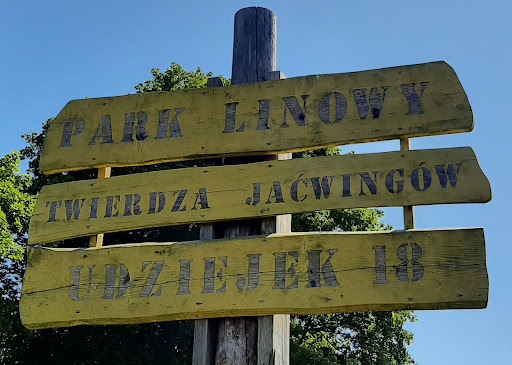 PARK LINOWY
TWIERDZA JAĆWINGÓW
UDZIEJEK 18